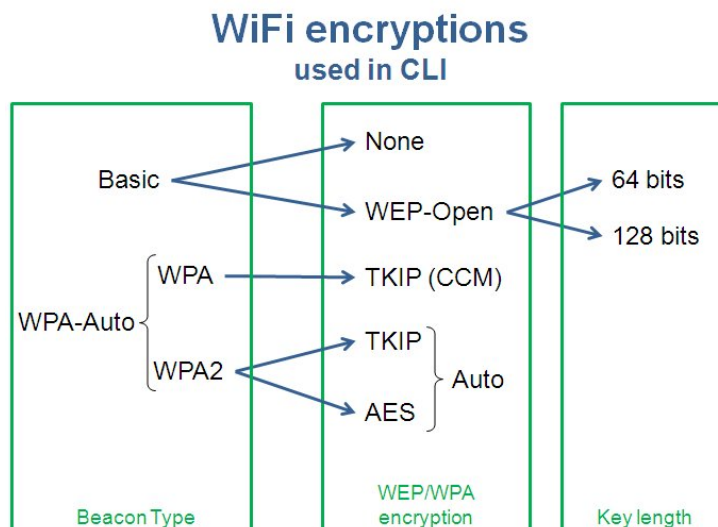 WiFi encryptions
used in CLI
None
Basic
64 bits
WEP-Open
128 bits
WPA
TKIP (CCM)
WPA-Auto
TKIP
WPA2
Auto
AES
Beacon Type
WEP/WPA
encryption
Key length